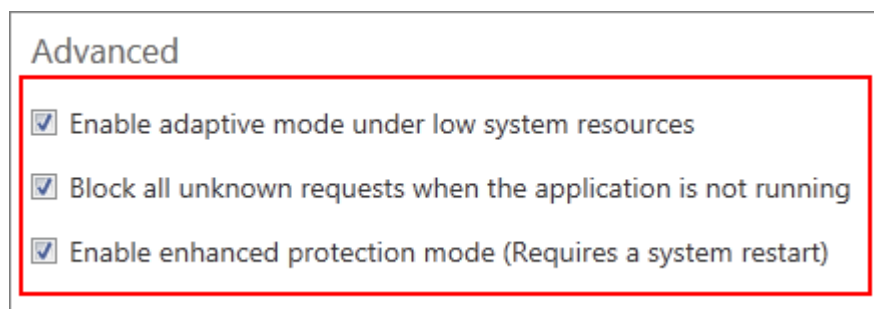 Advanced
Enable adaptive mode under low system resources
Block all unknown requests when the application is not running
Enable enhanced protection mode (Requires a system restart)